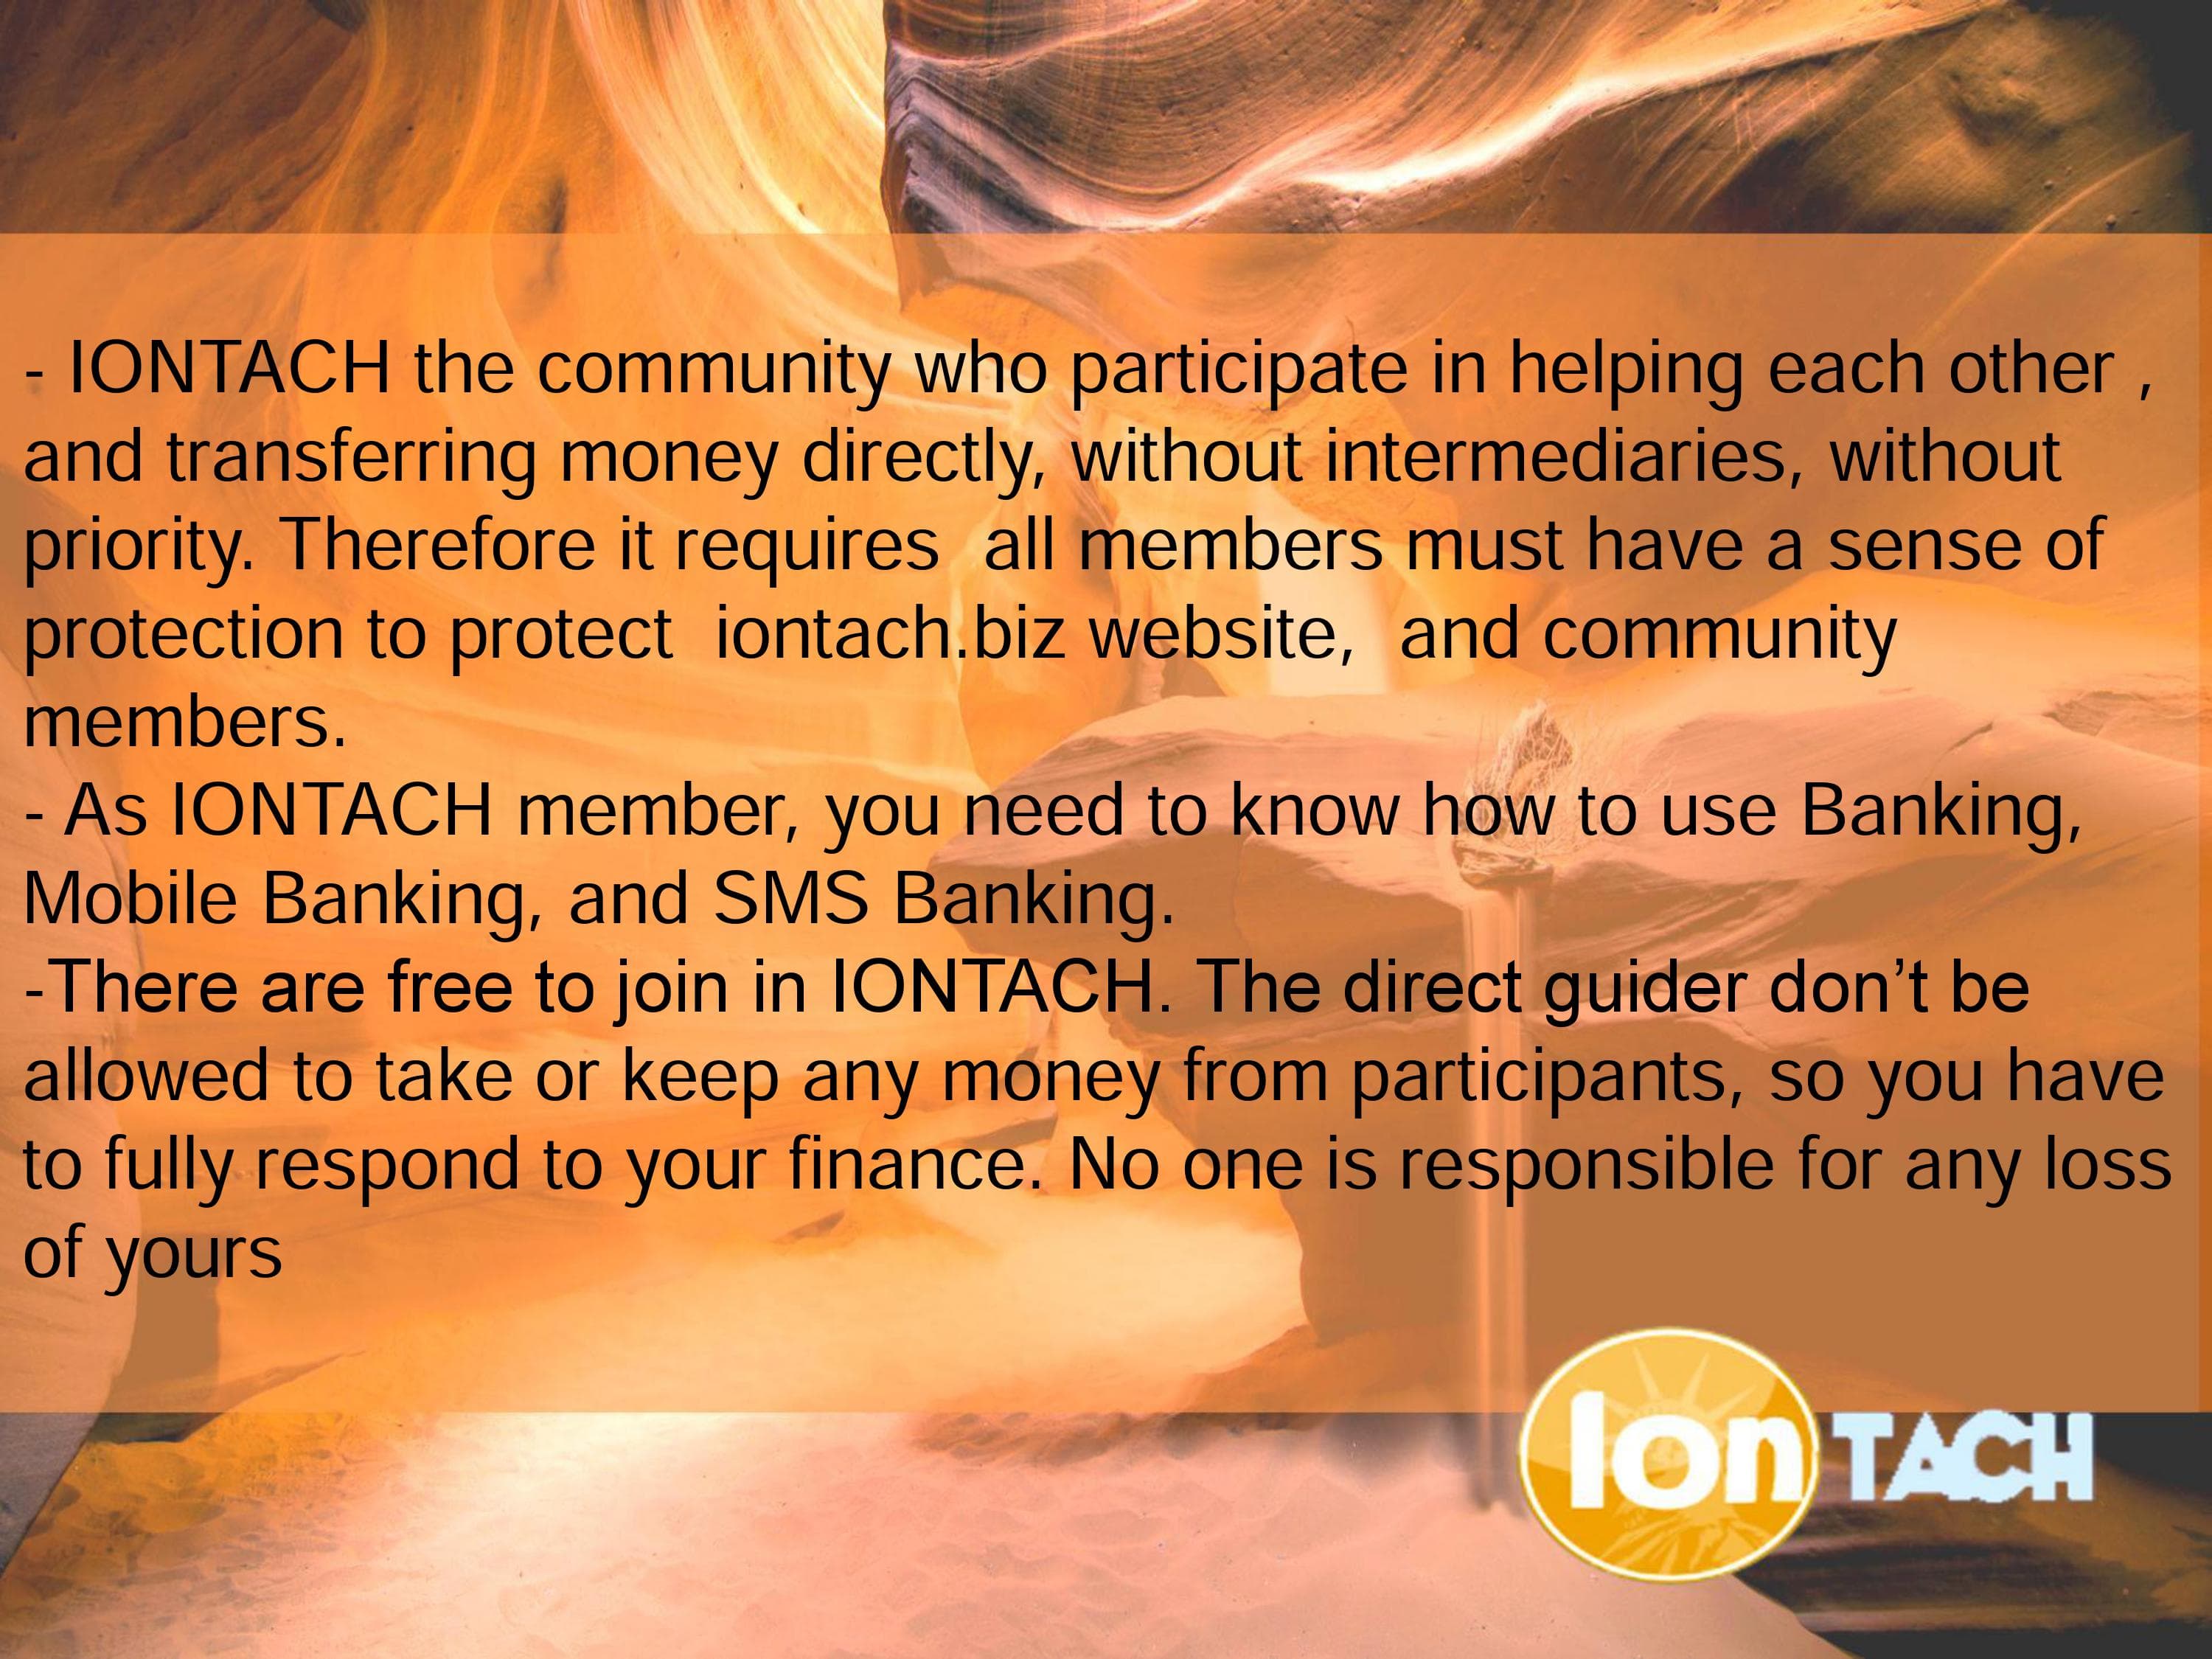 - IONTACH the community who participate in helping each other ,
and transferring money directly, without intermediaries, without
priority. Therefore it requires  all members must have a sense of
protection to protect  iontach.biz website,  and community
members.
- As IONTACH member, you need to know how to use Banking,
Mobile Banking, and SMS Banking.
-There are free to join in IONTACH. The direct guider don’t be
allowed to take or keep any money from participants, so you have
to fully respond to your finance. No one is responsible for any loss
of yours
Ion TACH